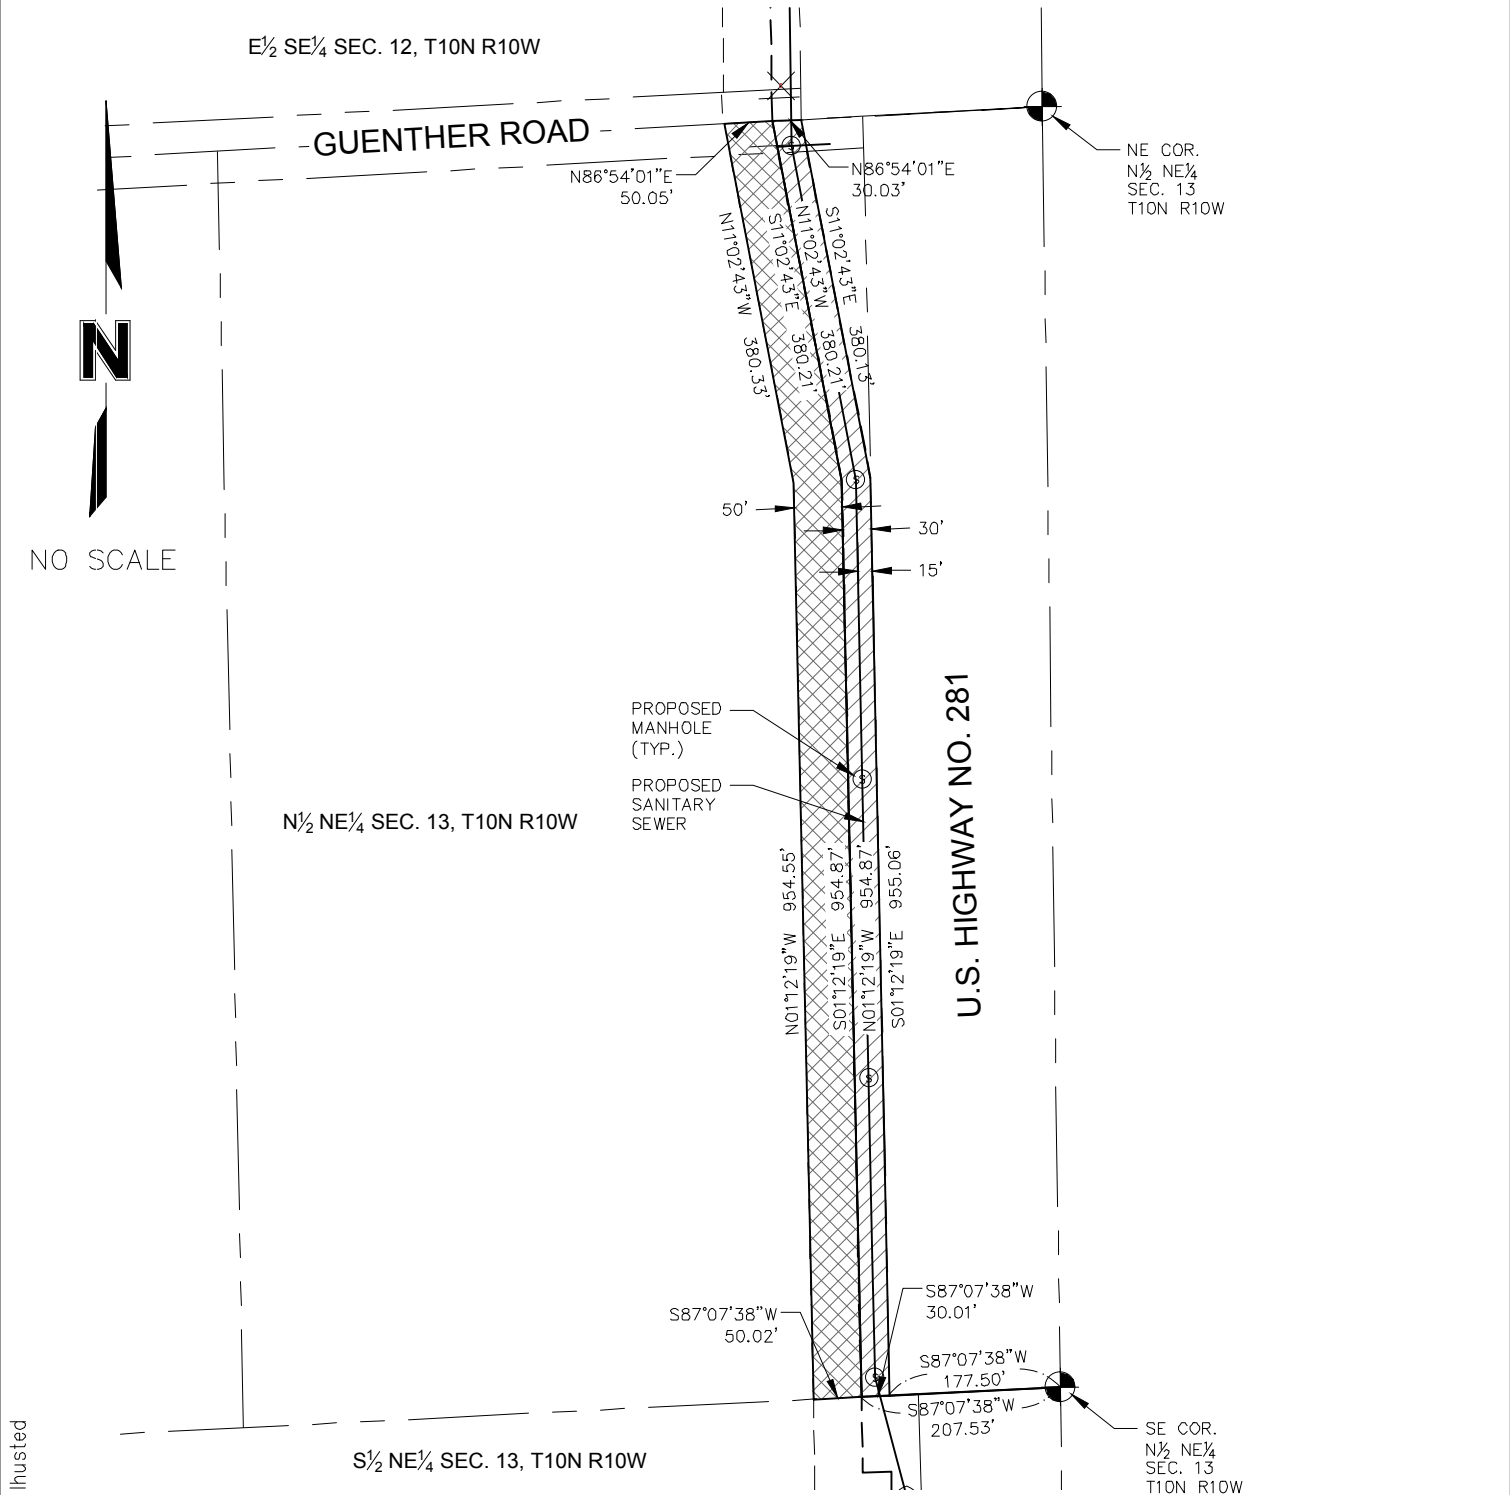 E½ SE¼ SEC. 12, T10N R10W
GUENTHER ROAD
NE COR.
N½ NE¼
SEC. 13
T10N R10W
N86°54'01"E
50.05'
N86°54'01"E
30.03'
N11°02'43"W 380.33'
S11°02'43"E 380.21'
N11°02'43"W 380.21'
S11°02'43"E 380.13'
N
NO SCALE
50'
30'
15'
PROPOSED
MANHOLE
(TYP.)
PROPOSED
SANITARY
SEWER
U.S. HIGHWAY NO. 281
N½ NE¼ SEC. 13, T10N R10W
N01°12'19"W 954.55'
S01°12'19"E 954.87'
N01°12'19"W 954.87'
S01°12'19"E 955.06'
S87°07'38"W
50.02'
S87°07'38"W
30.01'
S87°07'38"W
177.50'
S87°07'38"W
207.53'
SE COR.
N½ NE¼
SEC. 13
T10N R10W
S½ NE¼ SEC. 13, T10N R10W
lhusted
S
S
S
S
S